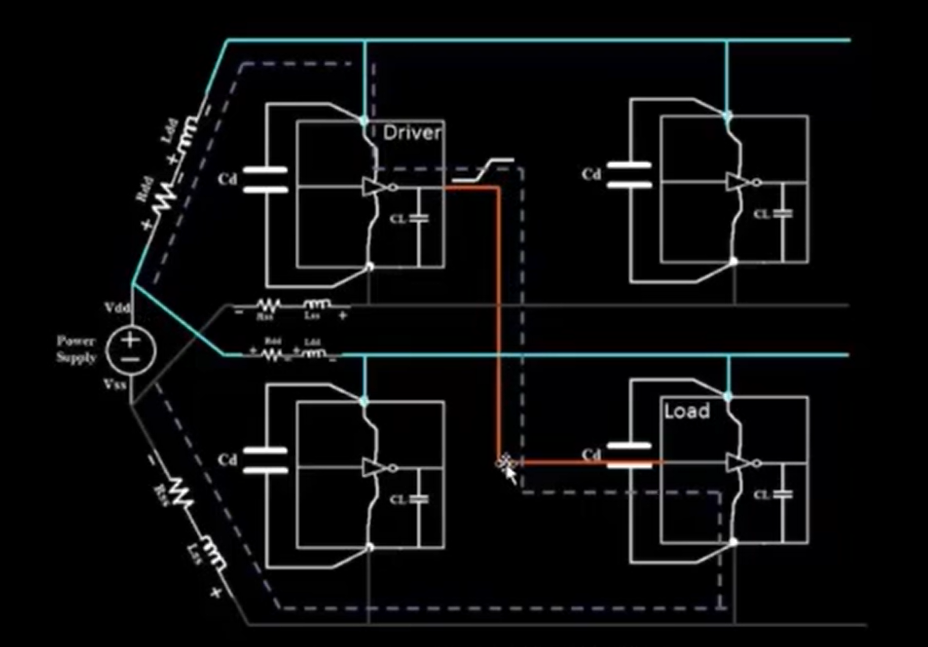 Driver
Cd
CL
Cd
CL
Ldd
Rdd
+
-
+
Vdd
Power
Supply
+
-
Vss
- Rss Lss +
Rdd Ldd
+ - + -
Cd
CL
Load
Cd
CL
-
Rss
Lss
+